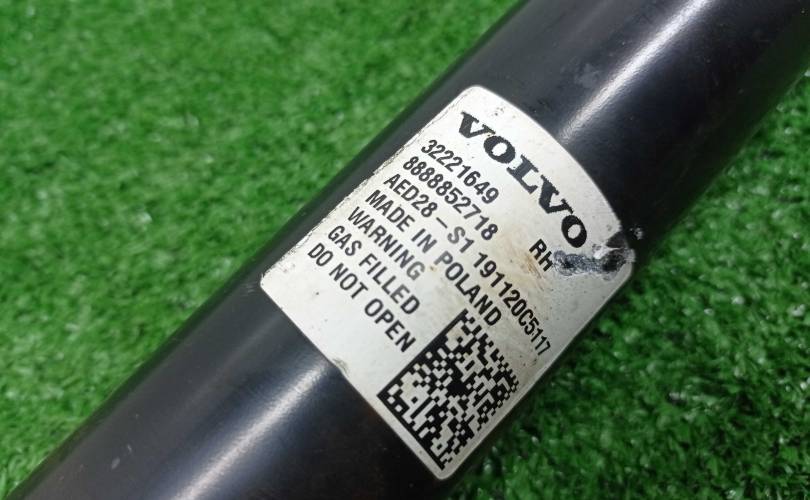 VOLVO
32221649
8888852718 Rh
AED28-S1 191120C5117
MADE IN POLAND
WARNING
GAS FILLED
DO NOT OPEN